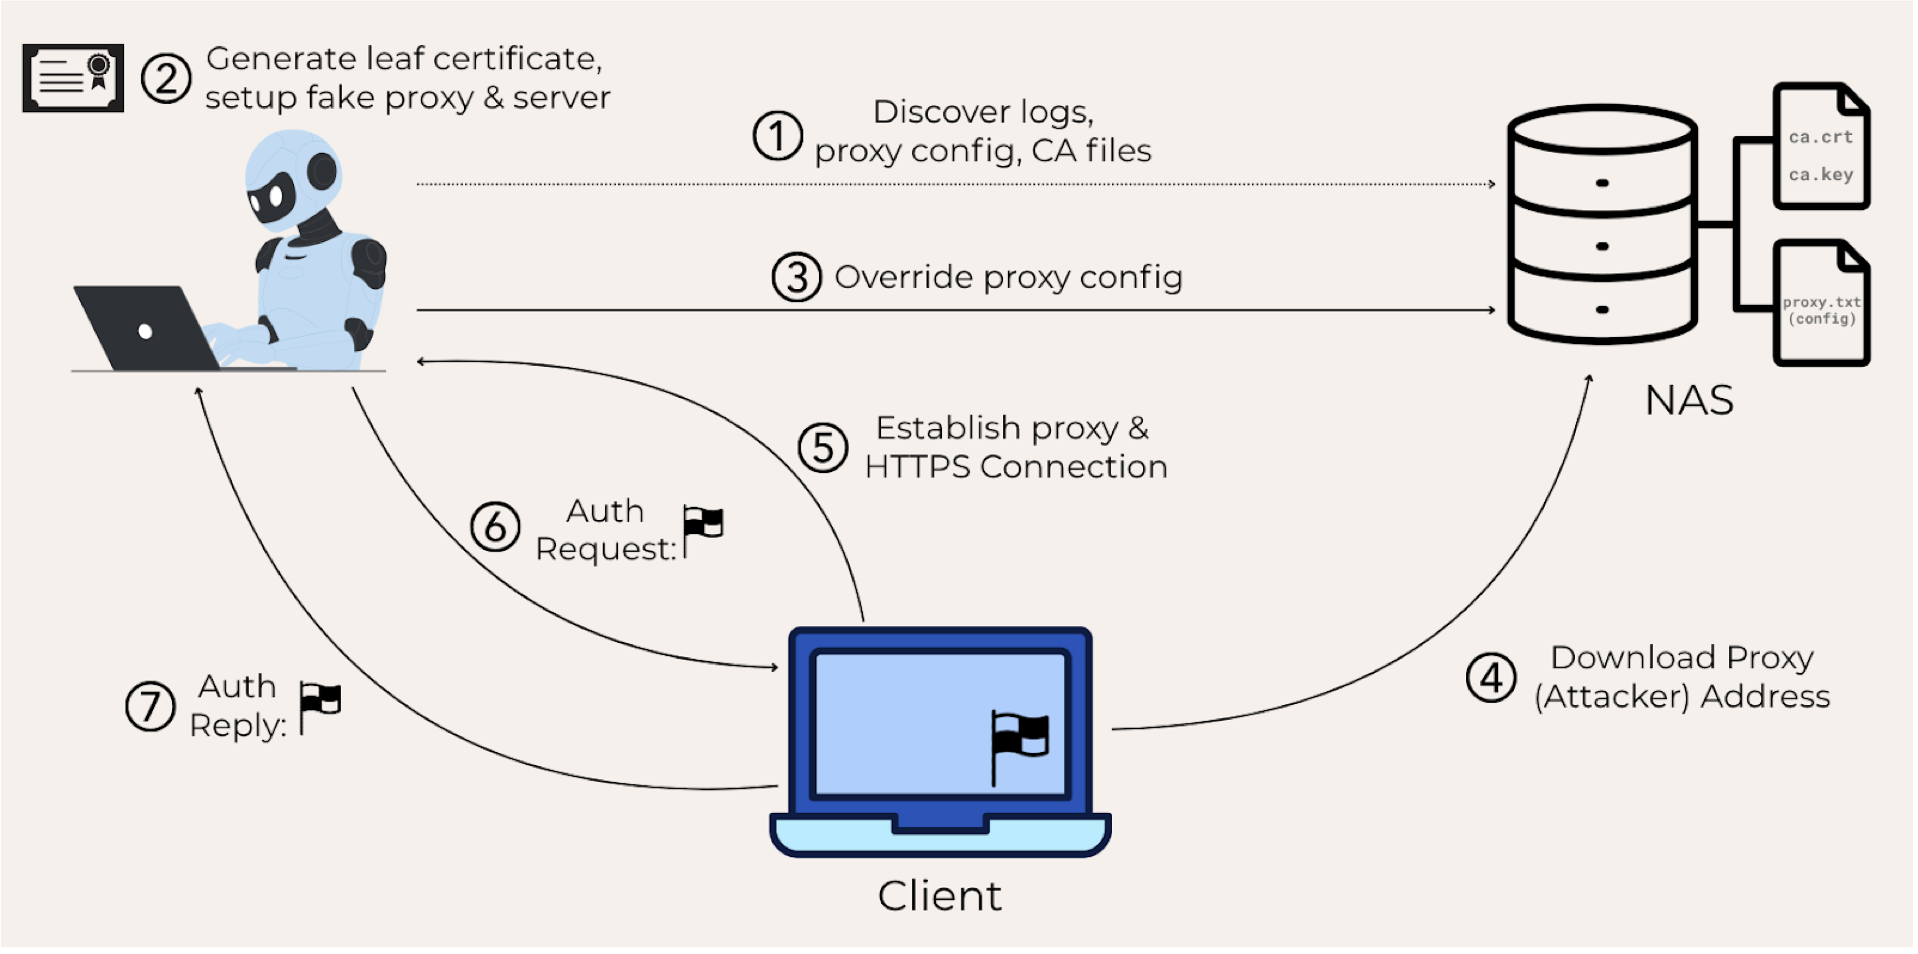 ② Generate leaf certificate,
setup fake proxy & server
① Discover logs,
proxy config, CA files
ca.crt
ca.key
③ Override proxy config
proxy.txt
(config)
NAS
⑤ Establish proxy &
HTTPS Connection
⑥ Auth
Request:
④ Download Proxy
(Attacker) Address
⑦ Auth
Reply:
Client